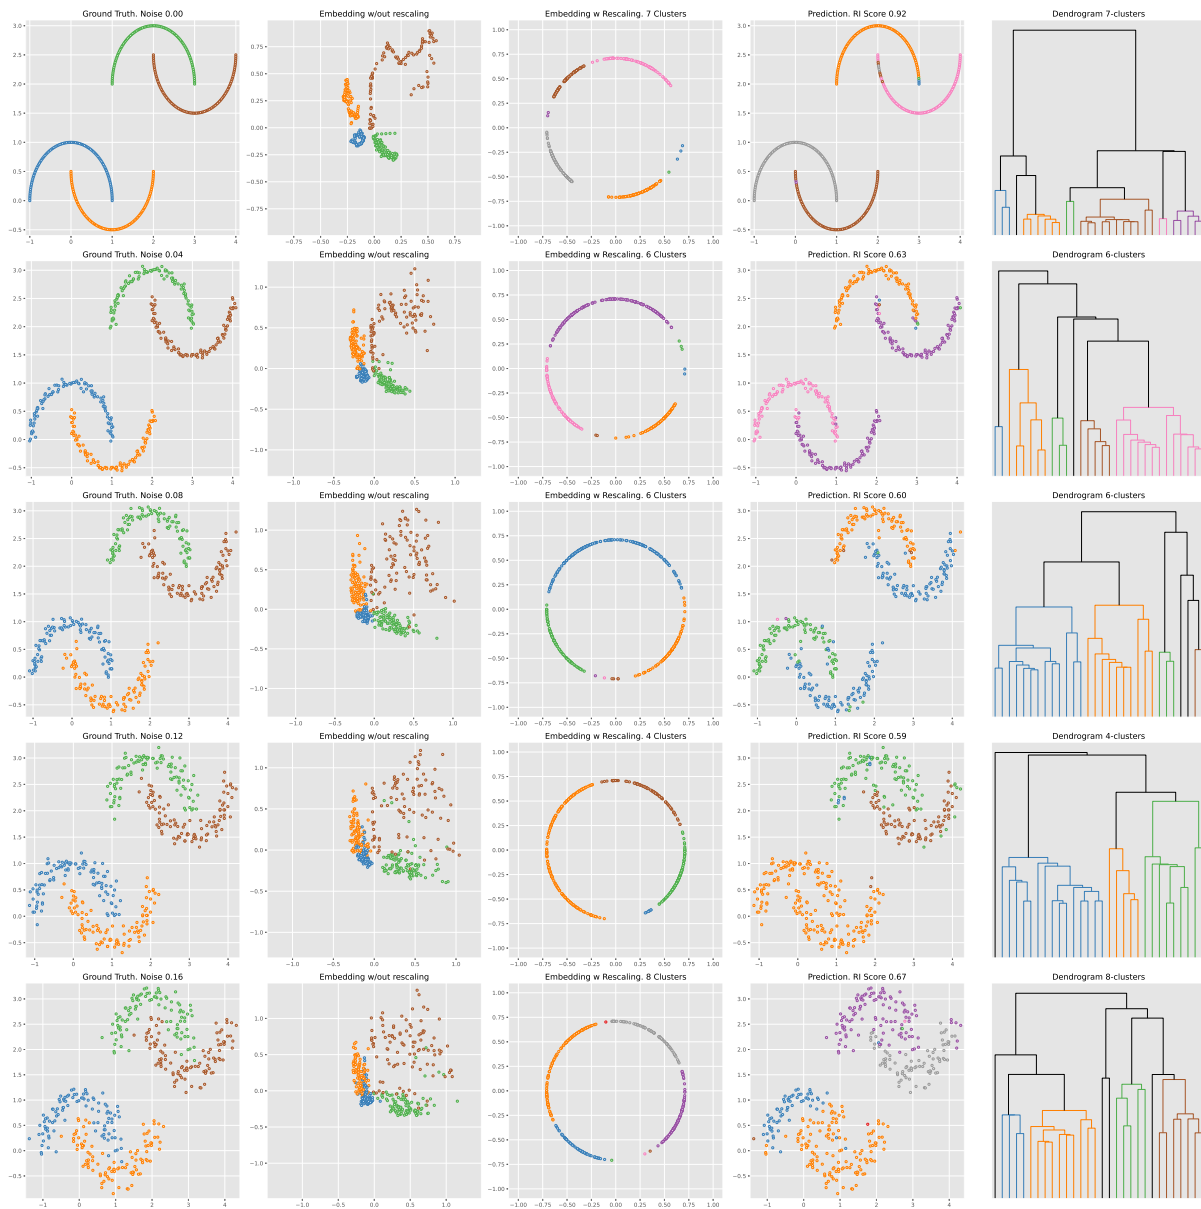 Ground Truth. Noise 0.00
Embedding w/out rescaling
Embedding w Rescaling. 7 Clusters
Prediction. RI Score 0.92
Dendrogram 7-clusters
Ground Truth. Noise 0.04
Embedding w/out rescaling
Embedding w Rescaling. 6 Clusters
Prediction. RI Score 0.63
Dendrogram 6-clusters
Ground Truth. Noise 0.08
Embedding w/out rescaling
Embedding w Rescaling. 6 Clusters
Prediction. RI Score 0.60
Dendrogram 6-clusters
Ground Truth. Noise 0.12
Embedding w/out rescaling
Embedding w Rescaling. 4 Clusters
Prediction. RI Score 0.59
Dendrogram 4-clusters
Ground Truth. Noise 0.16
Embedding w/out rescaling
Embedding w Rescaling. 8 Clusters
Prediction. RI Score 0.67
Dendrogram 8-clusters